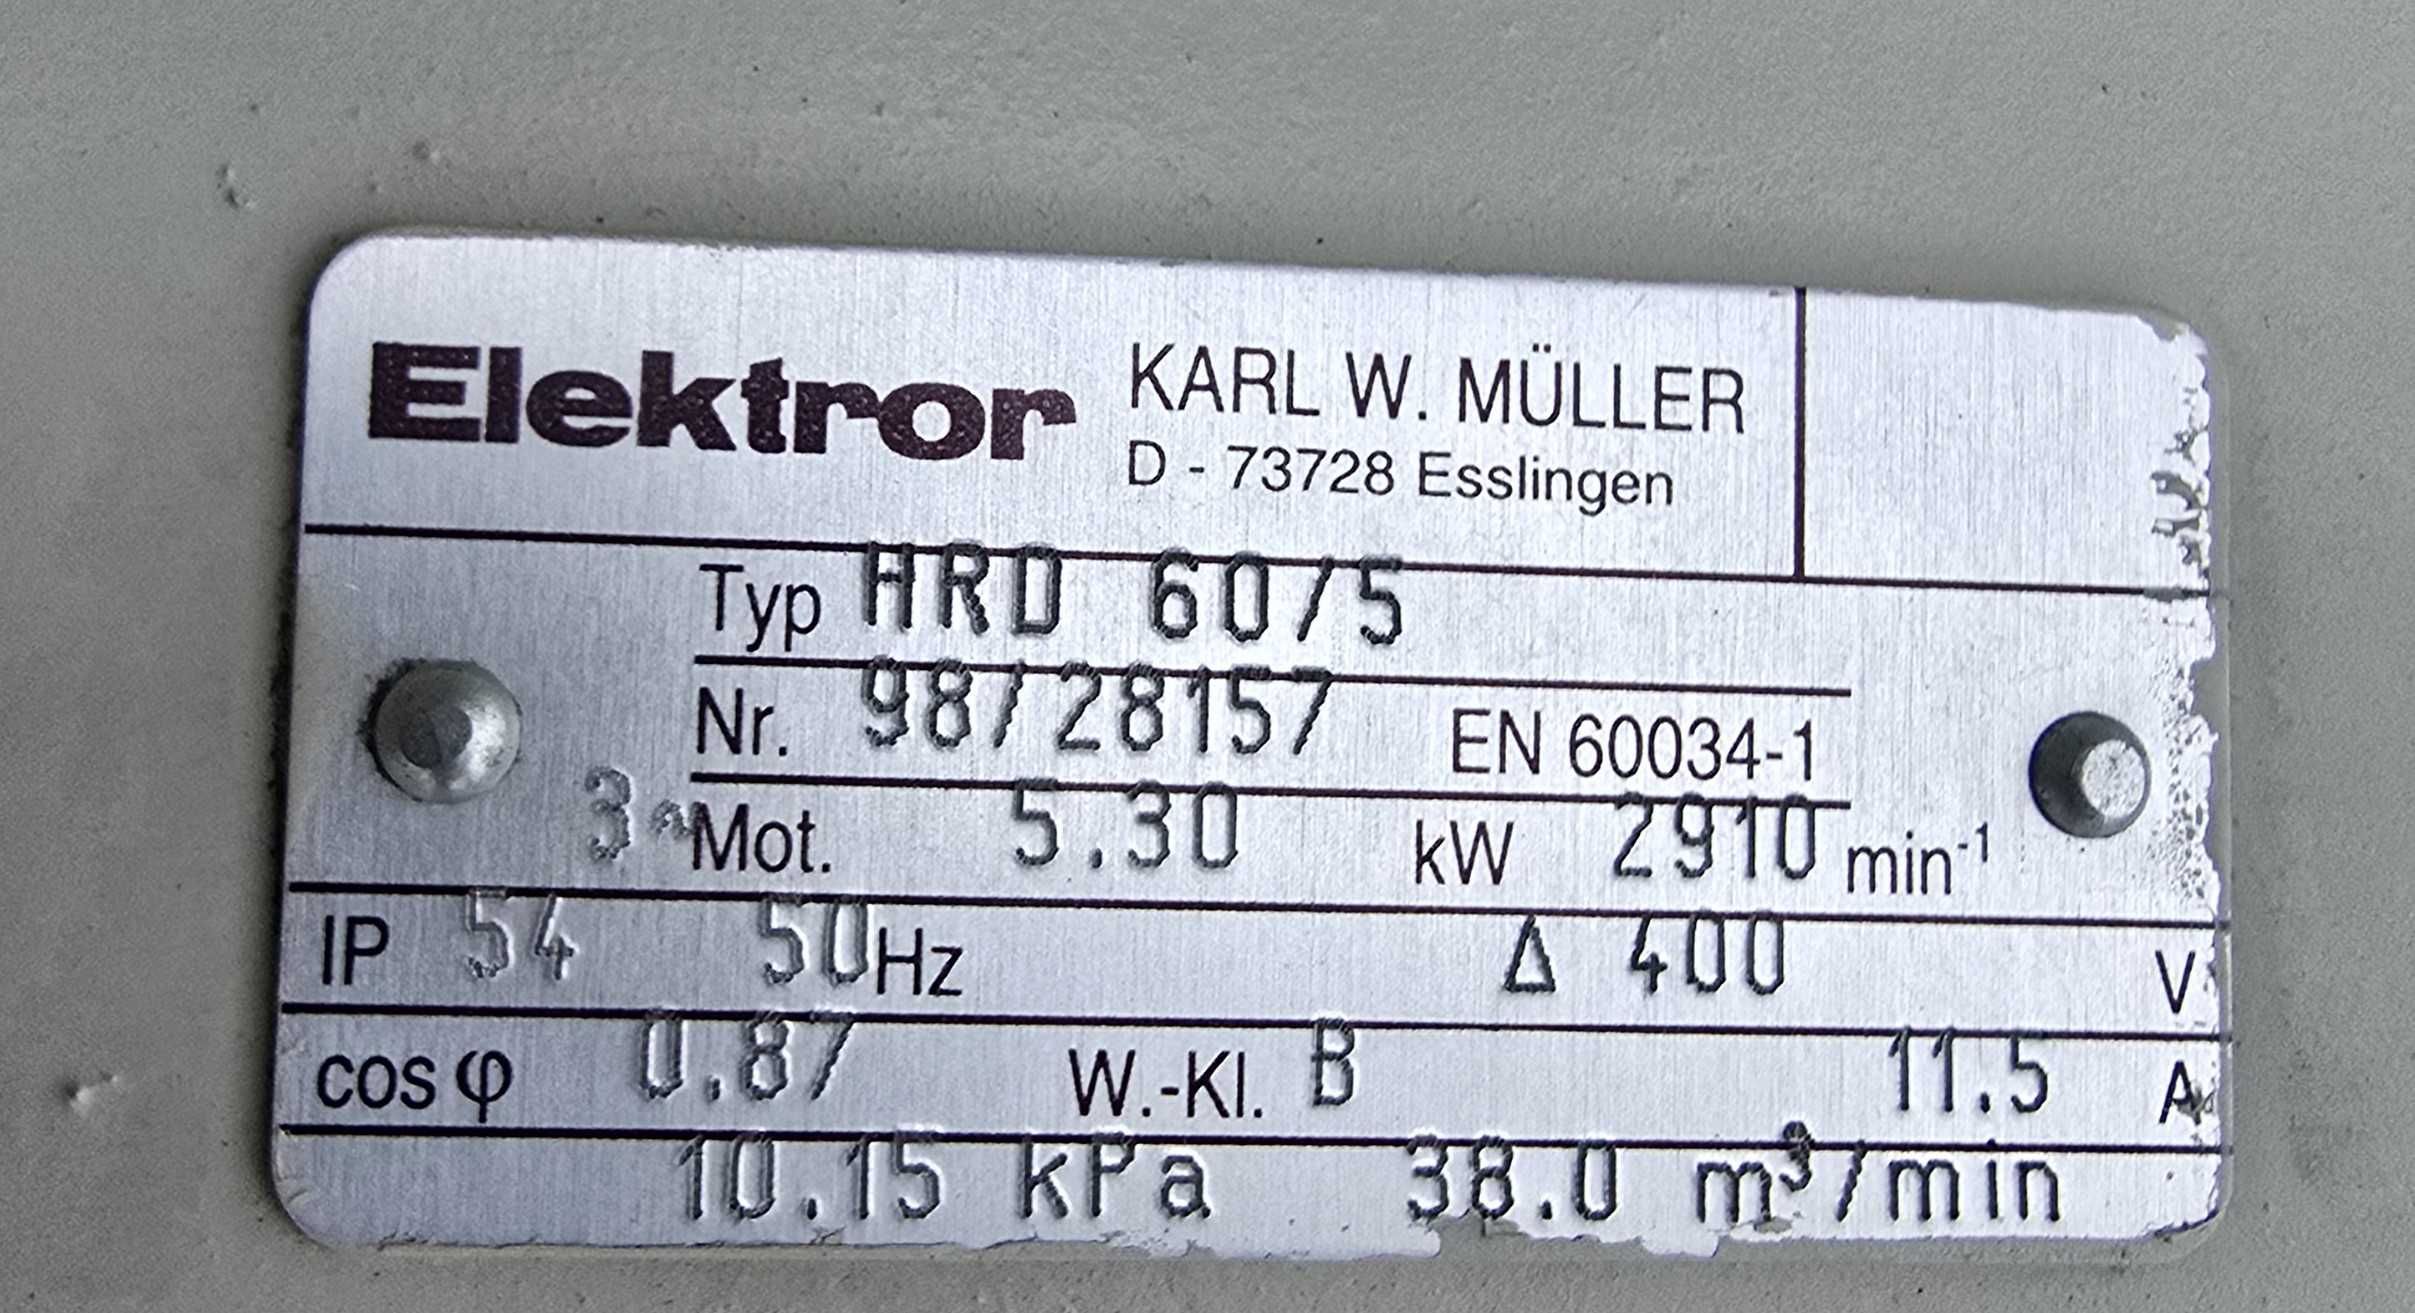 Elektror KARL W. MÜLLER
D - 73728 Esslingen
Typ HRD 60/5
Nr. 98/28157 EN 60034-1
3~ Mot. 5.30 kW 2910 min⁻¹
IP 54 50 Hz Δ 400 V
cos φ 0.87 W.-Kl. B 11.5 A
10.15 kPa 38.0 m³/min